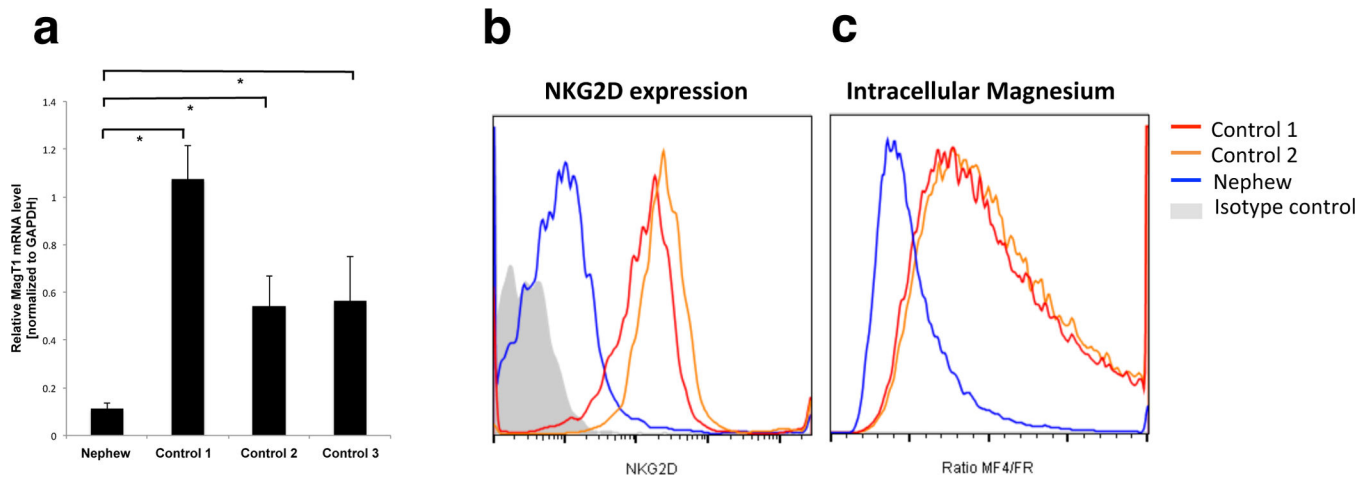 a
b
c
*
*
*
Relative MagT1 mRNA level
[normalized to GAPDH]
1.4
1.2
1
0.8
0.6
0.4
0.2
0
Nephew
Control 1
Control 2
Control 3
NKG2D expression
NKG2D
Intracellular Magnesium
Ratio MF4/FR
Control 1
Control 2
Nephew
Isotype control